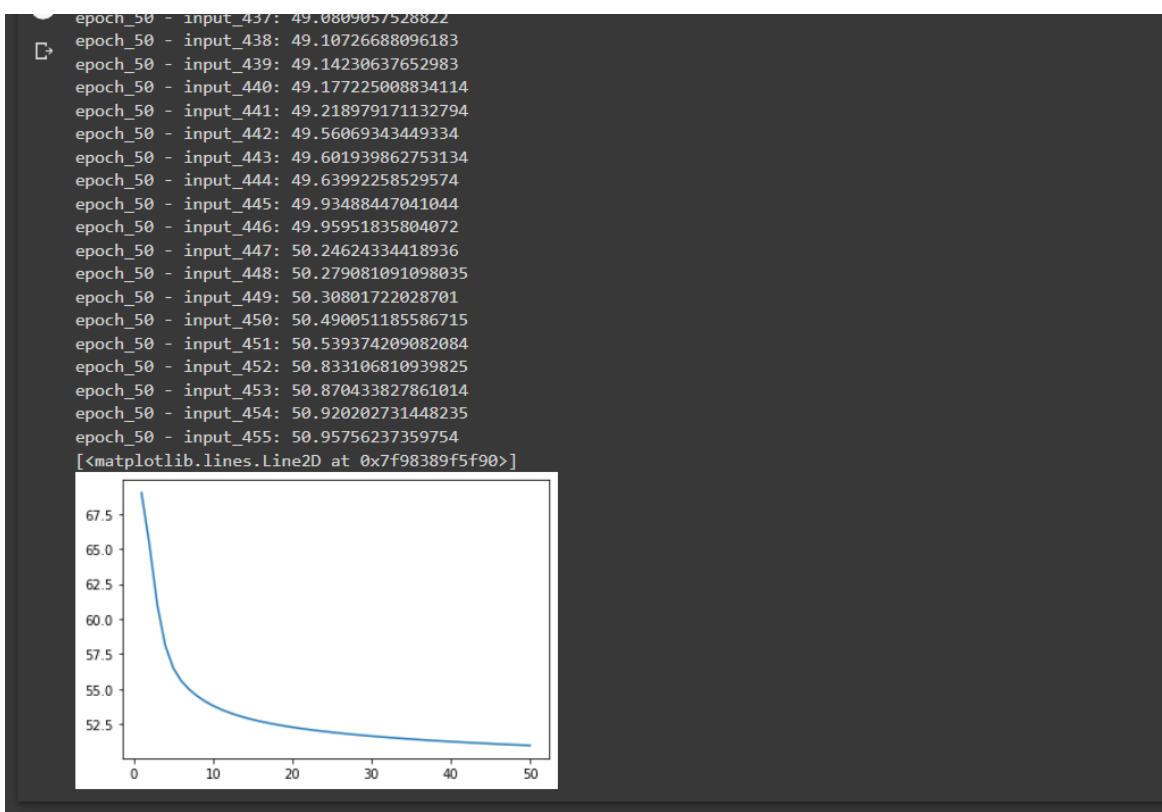 epoch_50 - input_437: 49.0809057528822
epoch_50 - input_438: 49.10726688096183
epoch_50 - input_439: 49.14230637652983
epoch_50 - input_440: 49.177225008834114
epoch_50 - input_441: 49.218979171132794
epoch_50 - input_442: 49.56069343449334
epoch_50 - input_443: 49.601939862753134
epoch_50 - input_444: 49.63992258529574
epoch_50 - input_445: 49.93488447041044
epoch_50 - input_446: 49.95951835804072
epoch_50 - input_447: 50.24624334418936
epoch_50 - input_448: 50.279081091098035
epoch_50 - input_449: 50.30801722028701
epoch_50 - input_450: 50.490051185586715
epoch_50 - input_451: 50.539374209082084
epoch_50 - input_452: 50.833106810939825
epoch_50 - input_453: 50.870433827861014
epoch_50 - input_454: 50.920202731448235
epoch_50 - input_455: 50.95756237359754
[<matplotlib.lines.Line2D at 0x7f98389f5f90>]
67.5
65.0
62.5
60.0
57.5
55.0
52.5
0 10 20 30 40 50